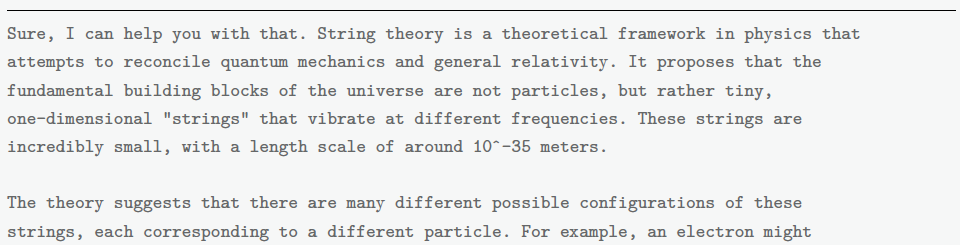 Sure, I can help you with that. String theory is a theoretical framework in physics that
attempts to reconcile quantum mechanics and general relativity. It proposes that the
fundamental building blocks of the universe are not particles, but rather tiny,
one-dimensional "strings" that vibrate at different frequencies. These strings are
incredibly small, with a length scale of around 10^-35 meters.
The theory suggests that there are many different possible configurations of these
strings, each corresponding to a different particle. For example, an electron might